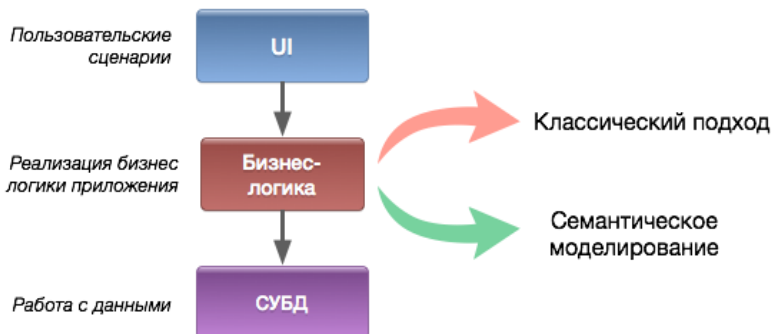 Пользовательские
сценарии
UI
Классический подход
Реализация бизнес
логики приложения
Бизнес-
логика
Семантическое
моделирование
Работа с данными
СУБД